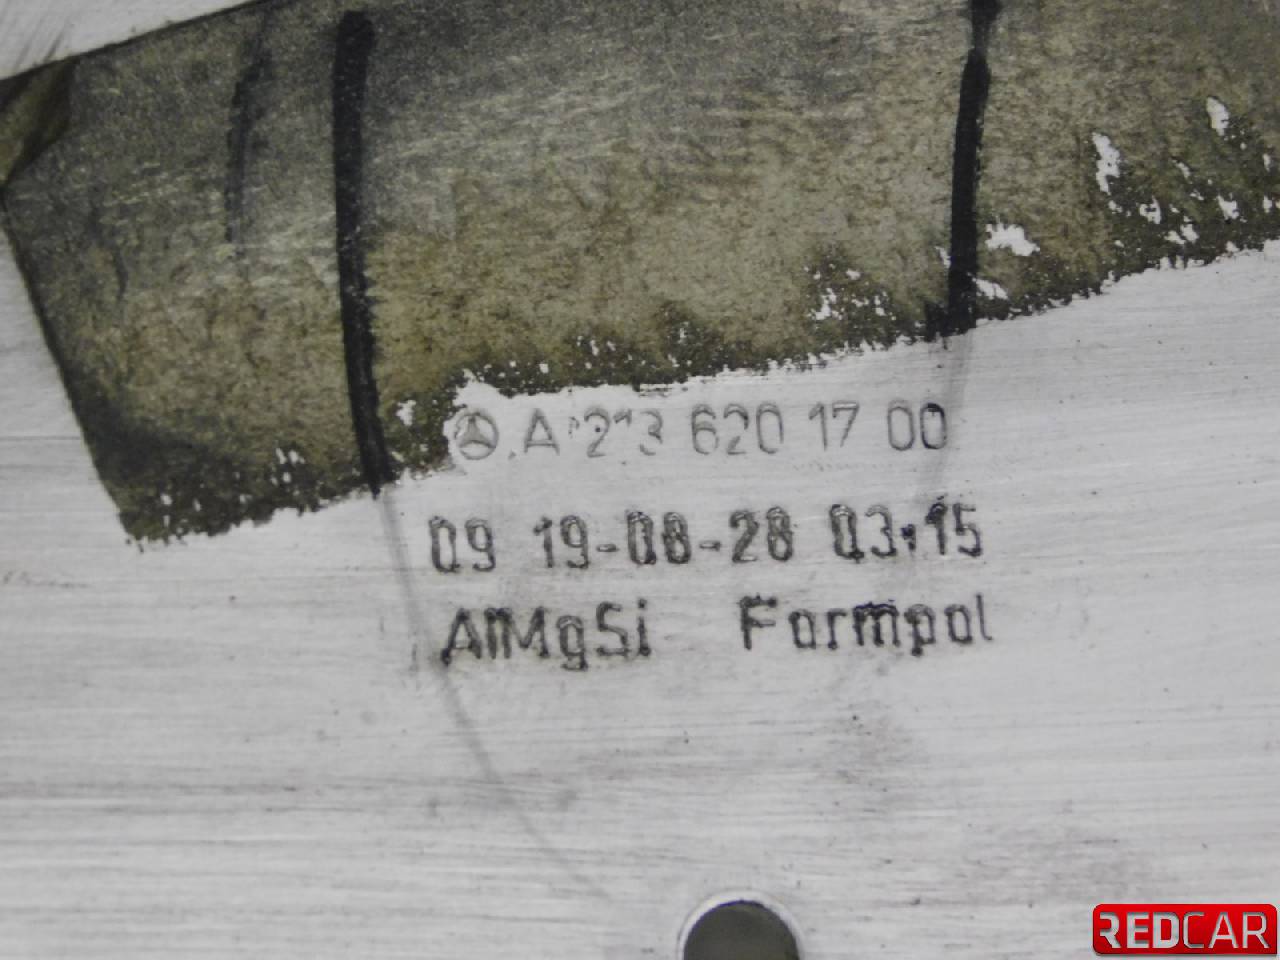 A 213 620 17 00
09 19-08-28 03:15
AlMgSi Formpol
REDCAR